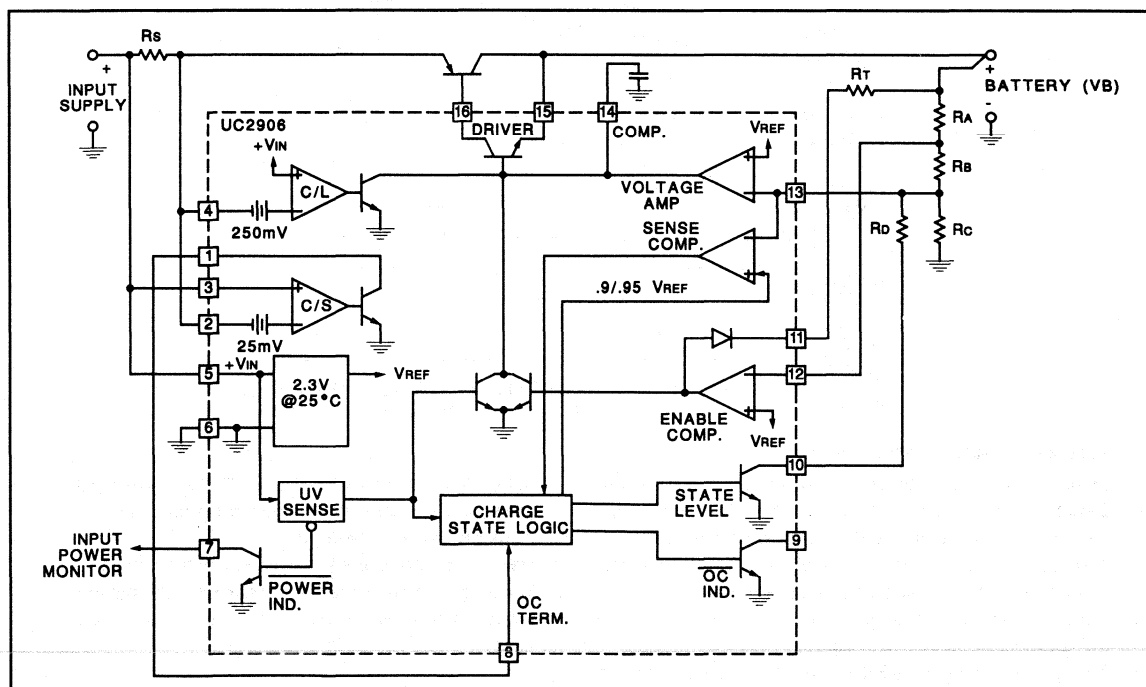 RS
+
INPUT
SUPPLY
RT
+
BATTERY (VB)
-
RA
RB
RC
RD
UC2906
16
DRIVER
15
14
COMP.
+VIN
+
C/L
-
4
250mV
VREF
+
-
VOLTAGE
AMP
13
SENSE
COMP.
-
+
.9/.95 VREF
1
3
+
C/S
-
2
25mV
+VIN
5
2.3V
@25°C
VREF
6
11
12
-
+
ENABLE
COMP.
VREF
10
STATE
LEVEL
UV
SENSE
CHARGE
STATE LOGIC
9
OC
IND.
INPUT
POWER
MONITOR
7
POWER
IND.
OC
TERM.
8